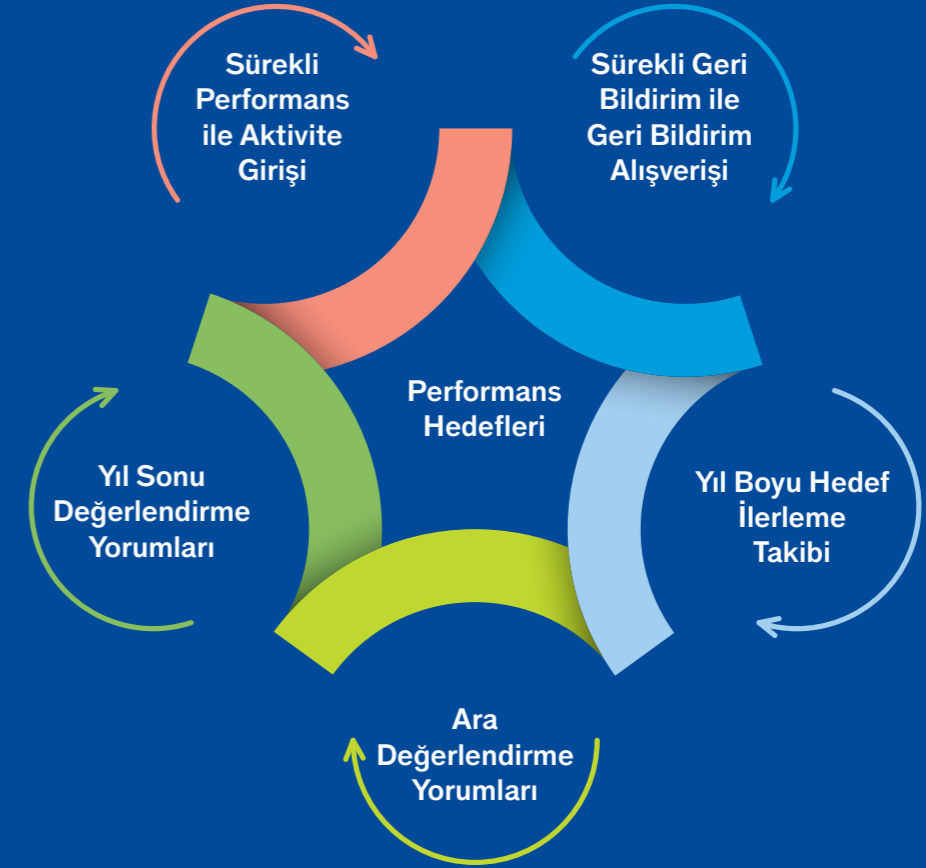 Sürekli
Performans
ile Aktivite
Girişi
Sürekli Geri
Bildirim ile
Geri Bildirim
Alışverişi
Performans
Hedefleri
Yıl Boyu Hedef
İlerleme
Takibi
Ara
Değerlendirme
Yorumları
Yıl Sonu
Değerlendirme
Yorumları